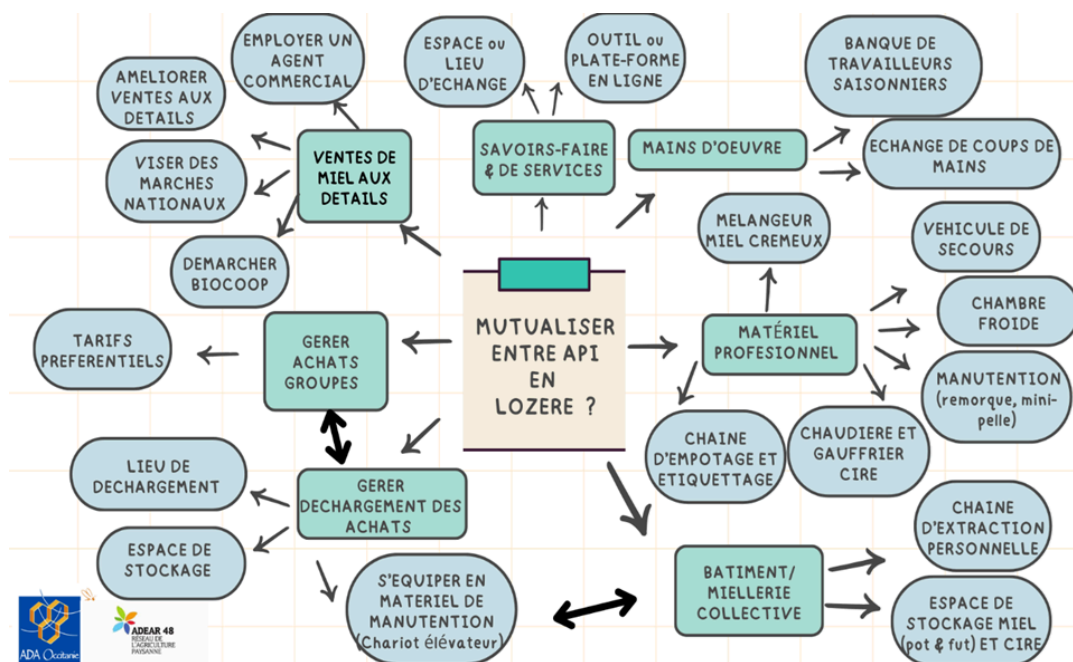 EMPLOYER UN
AGENT
COMMERCIAL
AMELIORER
VENTES AUX
DETAILS
VISER DES
MARCHES
NATIONAUX
DEMARCHER
BIOCOOP
VENTES DE
MIEL AUX
DETAILS
ESPACE ou
LIEU
D'ECHANGE
OUTIL ou
PLATE-FORME
EN LIGNE
SAVOIRS-FAIRE
& DE SERVICES
BANQUE DE
TRAVAILLEURS
SAISONNIERS
MAINS D'OEUVRE
ECHANGE DE COUPS DE
MAINS
MELANGEUR
MIEL CREMEUX
VEHICULE DE
SECOURS
CHAMBRE
FROIDE
MATÉRIEL
PROFESIONNEL
MANUTENTION
(remorque, mini-
pelle)
CHAINE
D'EMPOTAGE ET
ETIQUETTAGE
CHAUDIERE ET
GAUFFRIER
CIRE
MUTUALISER
ENTRE API
EN
LOZERE ?
TARIFS
PREFERENTIELS
GERER
ACHATS
GROUPES
LIEU DE
DECHARGEMENT
GERER
DECHARGEMENT DES
ACHATS
ESPACE DE
STOCKAGE
S'EQUIPER EN
MATERIEL DE
MANUTENTION
(Chariot élévateur)
BATIMENT/
MIELLERIE
COLLECTIVE
CHAINE
D'EXTRACTION
PERSONNELLE
ESPACE DE
STOCKAGE MIEL
(pot & fut) ET CIRE
ADA Occitanie
ADEAR 48
RÉSEAU DE
L'AGRICULTURE
PAYSANNE